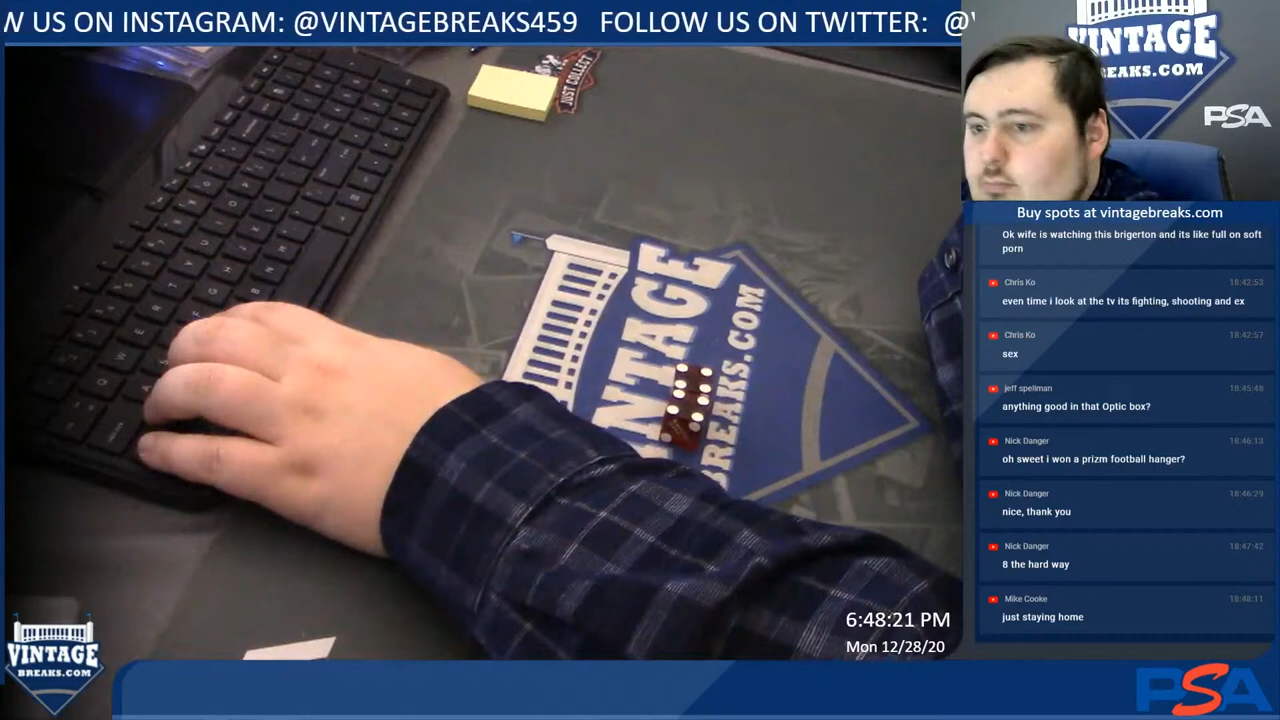 W US ON INSTAGRAM: @VINTAGEBREAKS459 FOLLOW US ON TWITTER: @V
VINTAGE
BREAKS.COM
PSA
JUST COLLECT
Buy spots at vintagebreaks.com
Ok wife is watching this brigerton and its like full on soft
porn
Chris Ko 18:42:53
even time i look at the tv its fighting, shooting and ex
Chris Ko 18:42:57
sex
jeff spellman 18:45:48
anything good in that Optic box?
Nick Danger 18:46:13
oh sweet i won a prizm football hanger?
Nick Danger 18:46:29
nice, thank you
Nick Danger 18:47:42
8 the hard way
Mike Cooke 18:48:11
just staying home
VINTAGE
BREAKS.COM
6:48:21 PM
Mon 12/28/20
VINTAGE
BREAKS.COM
PSA